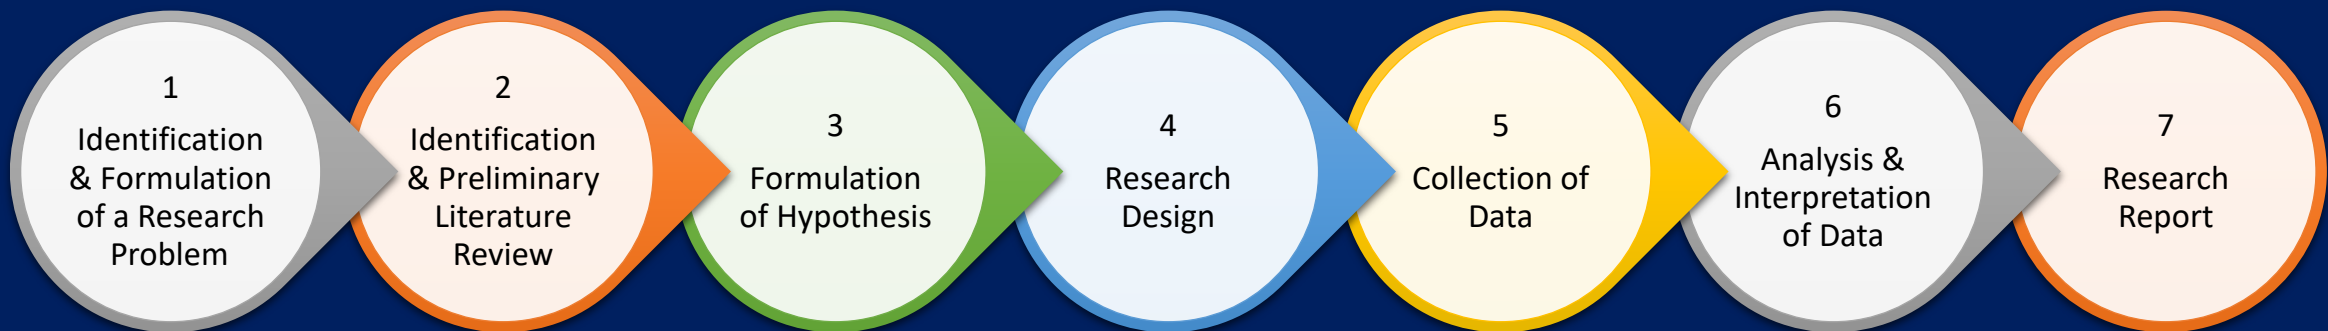 1
Identification
& Formulation
of a Research
Problem
2
Identification
& Preliminary
Literature
Review
3
Formulation
of Hypothesis
4
Research
Design
5
Collection of
Data
6
Analysis &
Interpretation
of Data
7
Research
Report